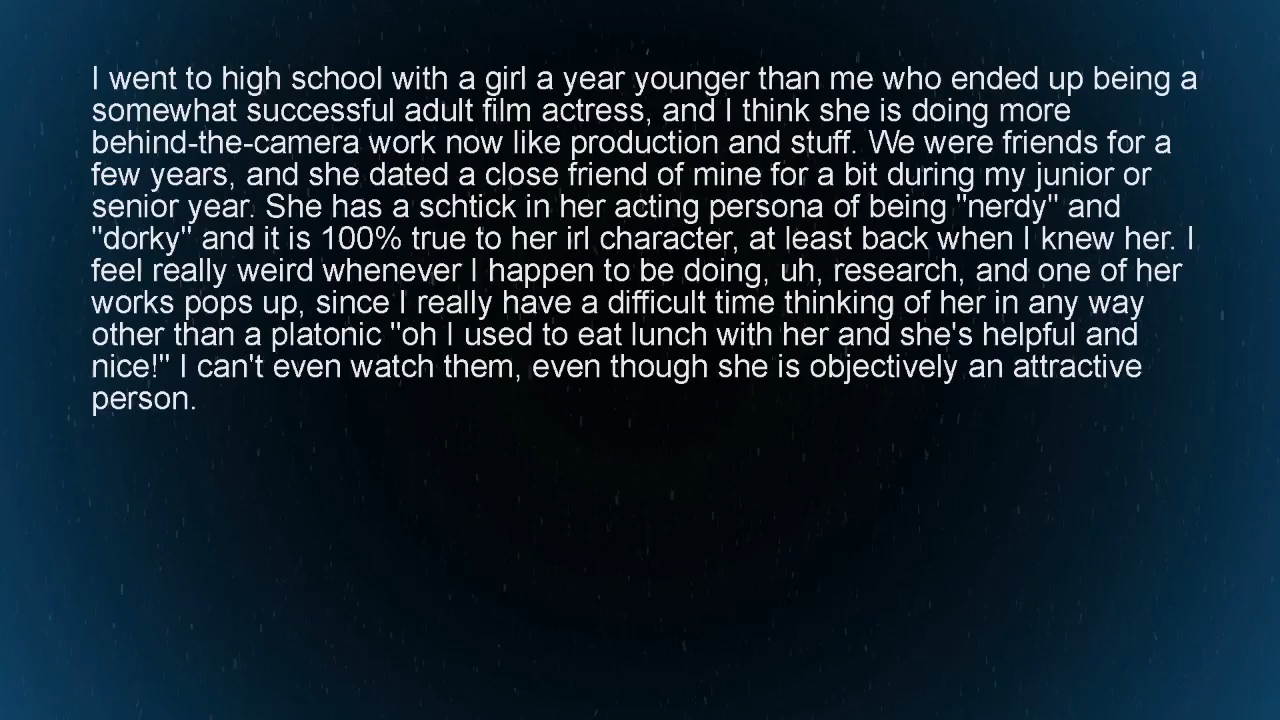 I went to high school with a girl a year younger than me who ended up being a
somewhat successful adult film actress, and I think she is doing more
behind-the-camera work now like production and stuff. We were friends for a
few years, and she dated a close friend of mine for a bit during my junior or
senior year. She has a schtick in her acting persona of being "nerdy" and
"dorky" and it is 100% true to her irl character, at least back when I knew her. I
feel really weird whenever I happen to be doing, uh, research, and one of her
works pops up, since I really have a difficult time thinking of her in any way
other than a platonic "oh I used to eat lunch with her and she's helpful and
nice!" I can't even watch them, even though she is objectively an attractive
person.